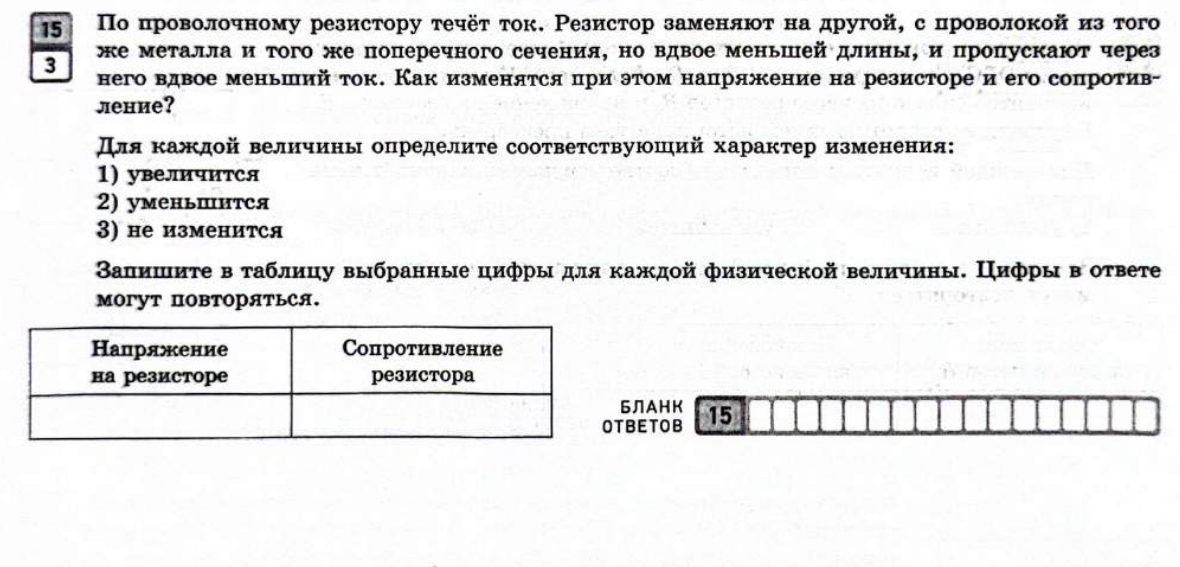 15
3
По проволочному резистору течёт ток. Резистор заменяют на другой, с проволокой из того
же металла и того же поперечного сечения, но вдвое меньшей длины, и пропускают через
него вдвое меньший ток. Как изменятся при этом напряжение на резисторе и его сопротив-
ление?
Для каждой величины определите соответствующий характер изменения:
1) увеличится
2) уменьшится
3) не изменится
Запишите в таблицу выбранные цифры для каждой физической величины. Цифры в ответе
могут повторяться.
Напряжение
на резисторе
Сопротивление
резистора
БЛАНК
ОТВЕТОВ
15